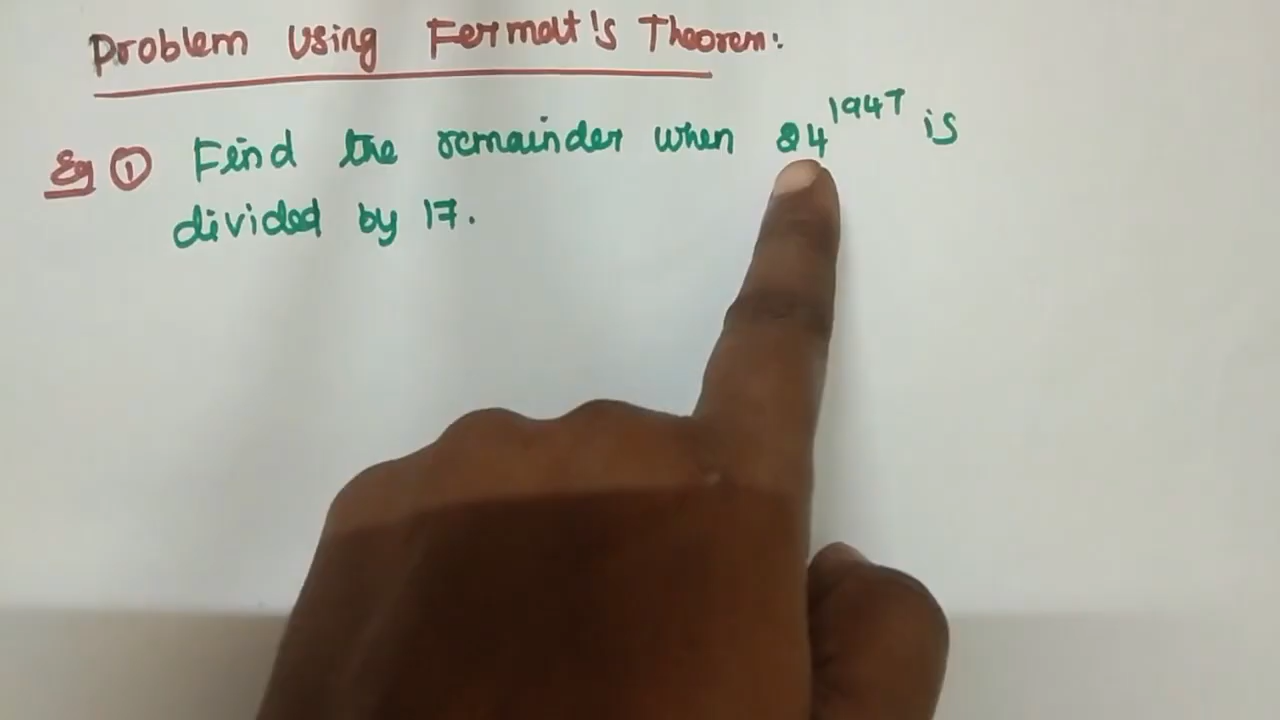 Problem Using Fermat's Theorem:
Eg ① Find the remainder when 24^1947 is
divided by 17.